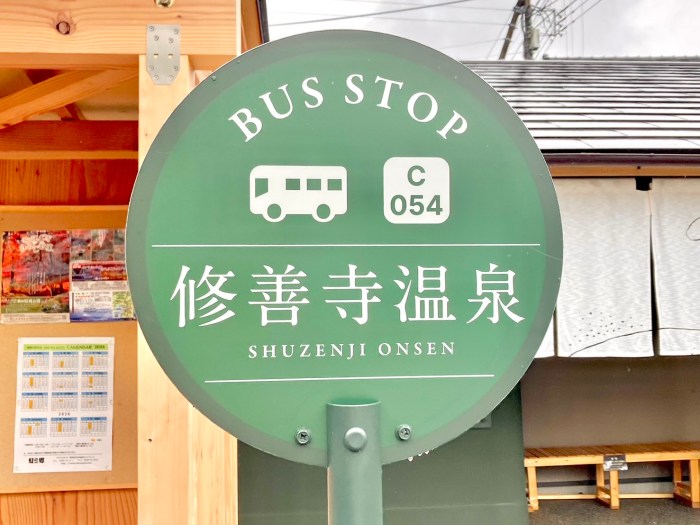 BUS STOP
C
054
修善寺温泉
SHUZENJI ONSEN